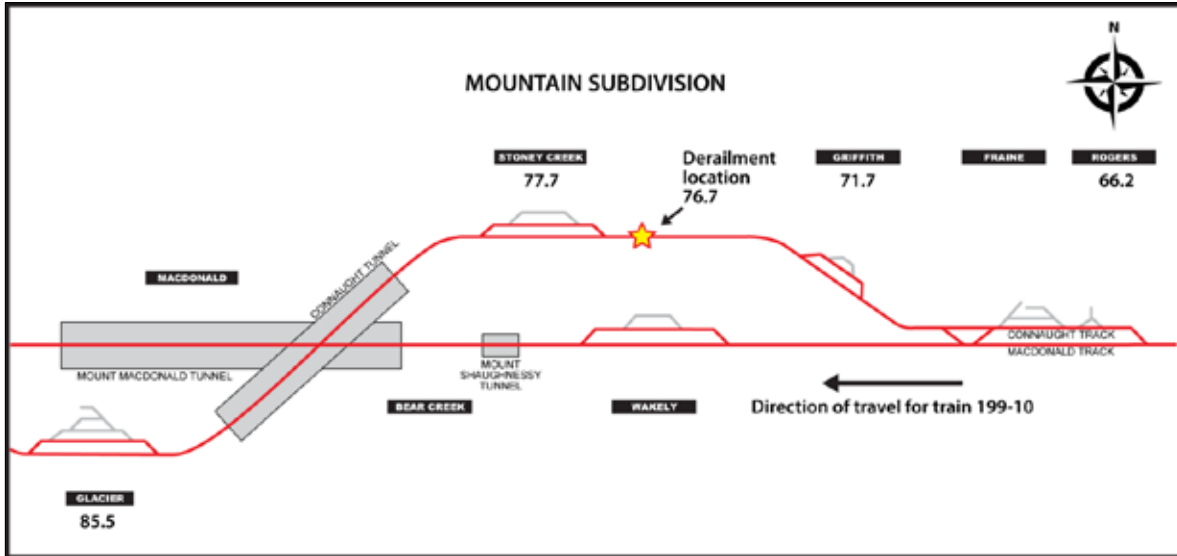 N
MOUNTAIN SUBDIVISION
STONEY CREEK
77.7
Derailment
location
76.7
GRIFFITH
71.7
FRAINE
ROGERS
66.2
MACDONALD
CONNAUGHT TUNNEL
CONNAUGHT TRACK
MACDONALD TRACK
MOUNT MACDONALD TUNNEL
MOUNT
SHAUGHNESSY
TUNNEL
BEAR CREEK
WAKELY
Direction of travel for train 199-10
GLACIER
85.5